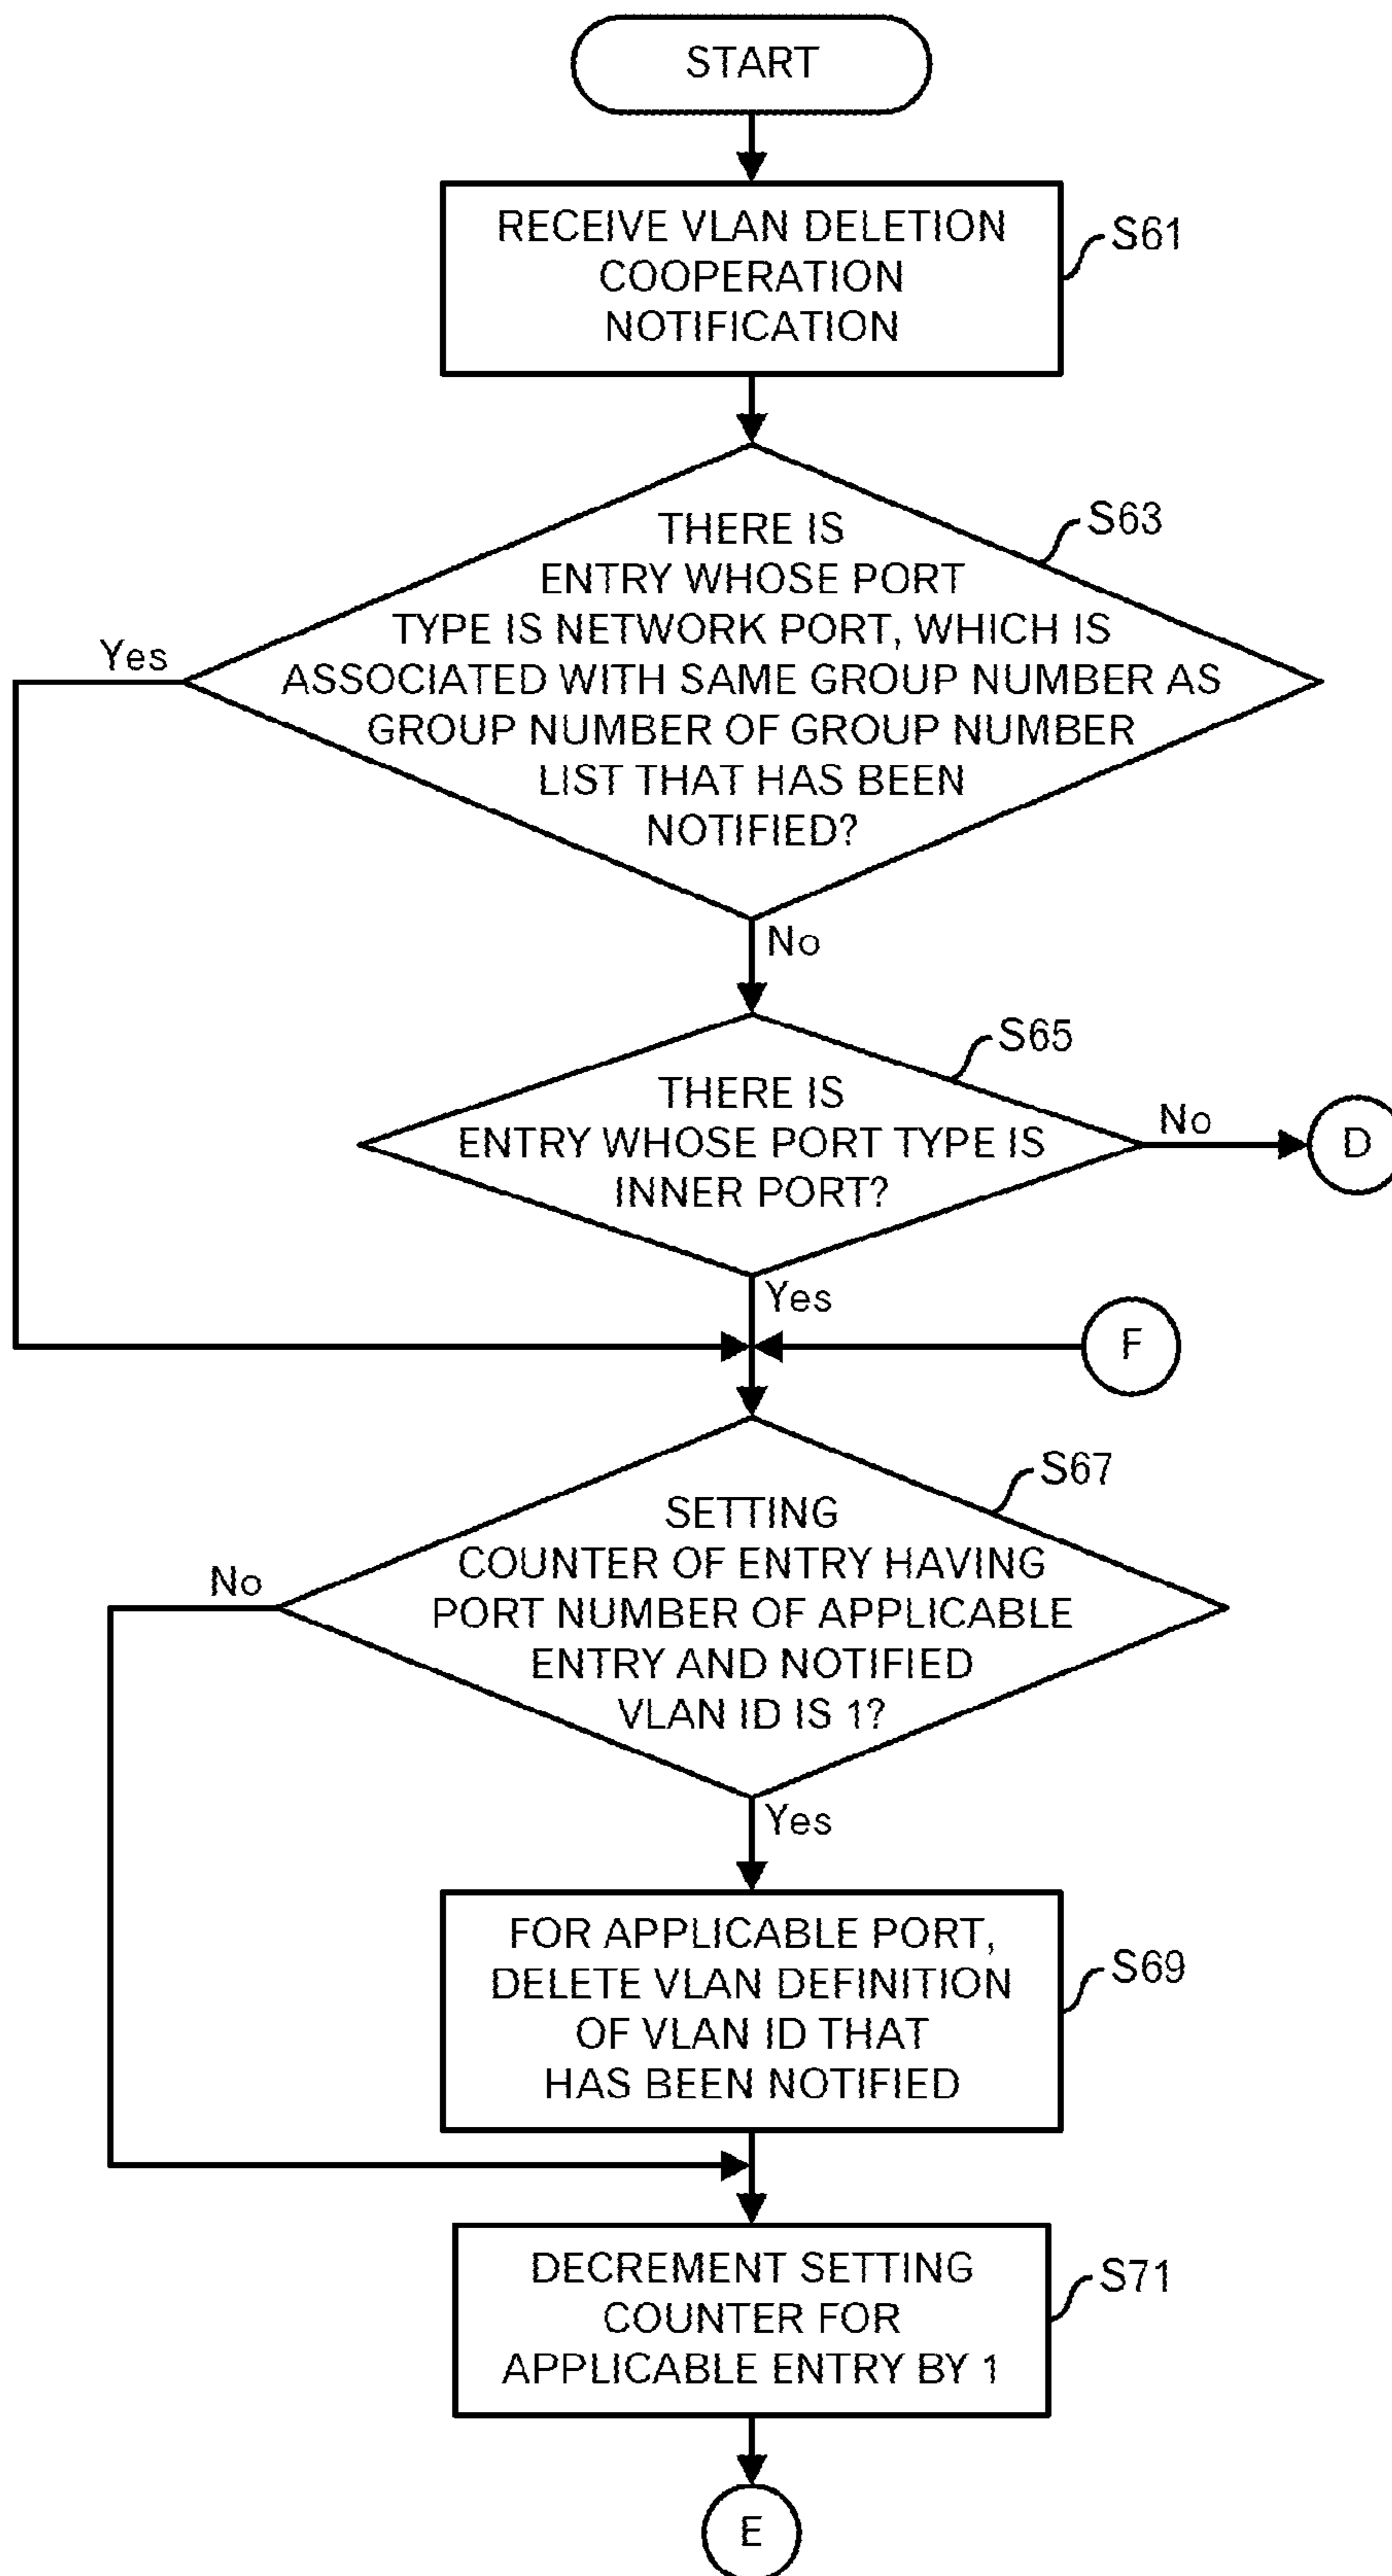 START
RECEIVE VLAN DELETION
COOPERATION
NOTIFICATION
S61
THERE IS
ENTRY WHOSE PORT
TYPE IS NETWORK PORT, WHICH IS
ASSOCIATED WITH SAME GROUP NUMBER AS
GROUP NUMBER OF GROUP NUMBER
LIST THAT HAS BEEN
NOTIFIED?
S63
Yes
No
THERE IS
ENTRY WHOSE PORT TYPE IS
INNER PORT?
S65
No
D
Yes
F
SETTING
COUNTER OF ENTRY HAVING
PORT NUMBER OF APPLICABLE
ENTRY AND NOTIFIED
VLAN ID IS 1?
S67
No
Yes
FOR APPLICABLE PORT,
DELETE VLAN DEFINITION
OF VLAN ID THAT
HAS BEEN NOTIFIED
S69
DECREMENT SETTING
COUNTER FOR
APPLICABLE ENTRY BY 1
S71
E